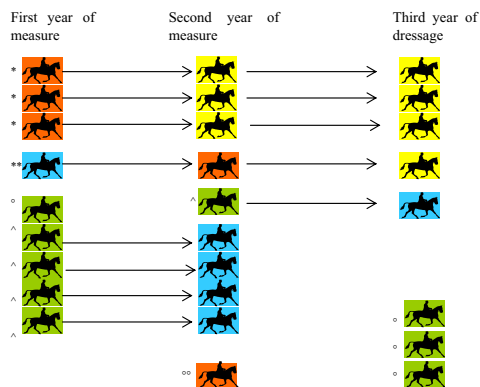 First year of
measure
Second year of
measure
Third year of
dressage
*
*
*
**
°
^
^
^
^
^
°
°
°
°°